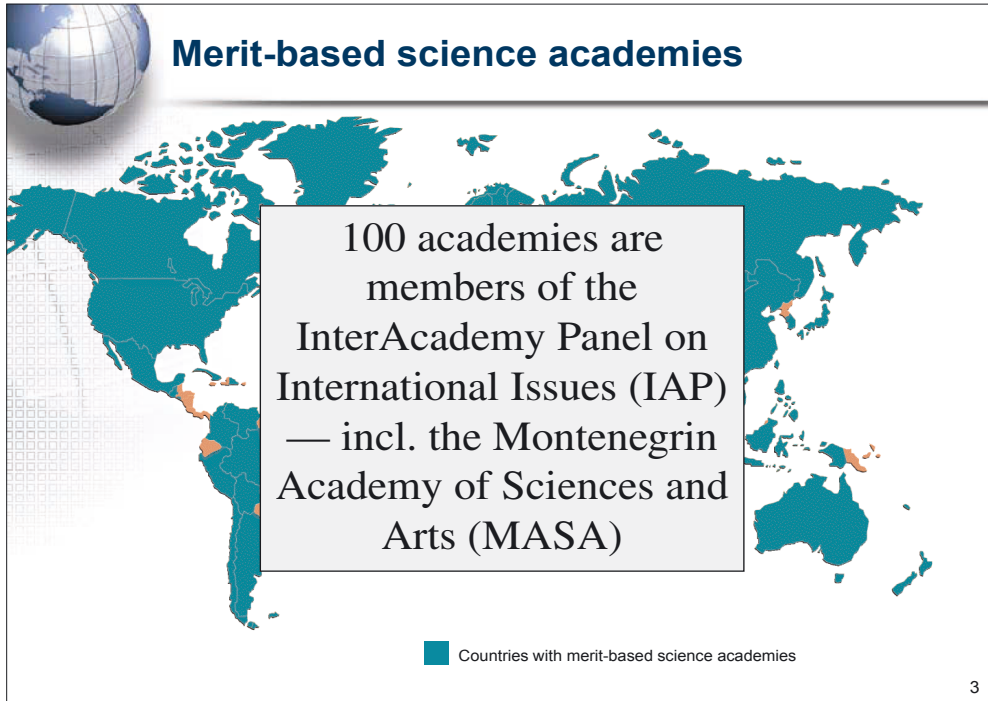 Merit-based science academies
100 academies are
members of the
InterAcademy Panel on
International Issues (IAP)
— incl. the Montenegrin
Academy of Sciences and
Arts (MASA)
Countries with merit-based science academies
3